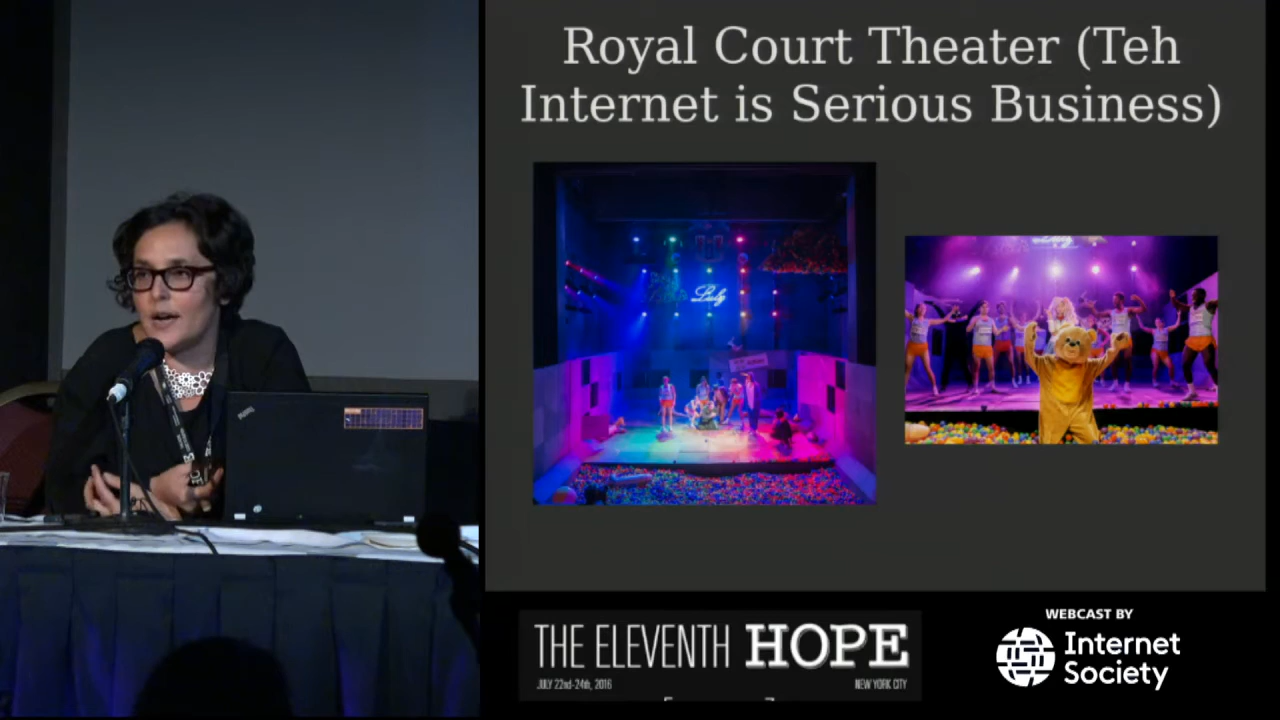 Royal Court Theater (Teh
Internet is Serious Business)
THE ELEVENTH HOPE
JULY 22nd-24th, 2016
NEW YORK CITY
WEBCAST BY
Internet
Society